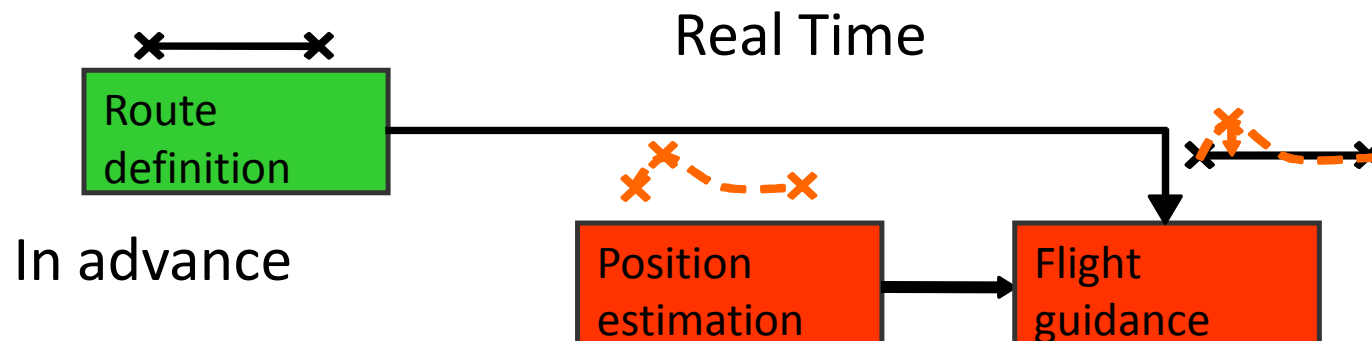 Real Time
Route
definition
In advance
Position
estimation
Flight
guidance